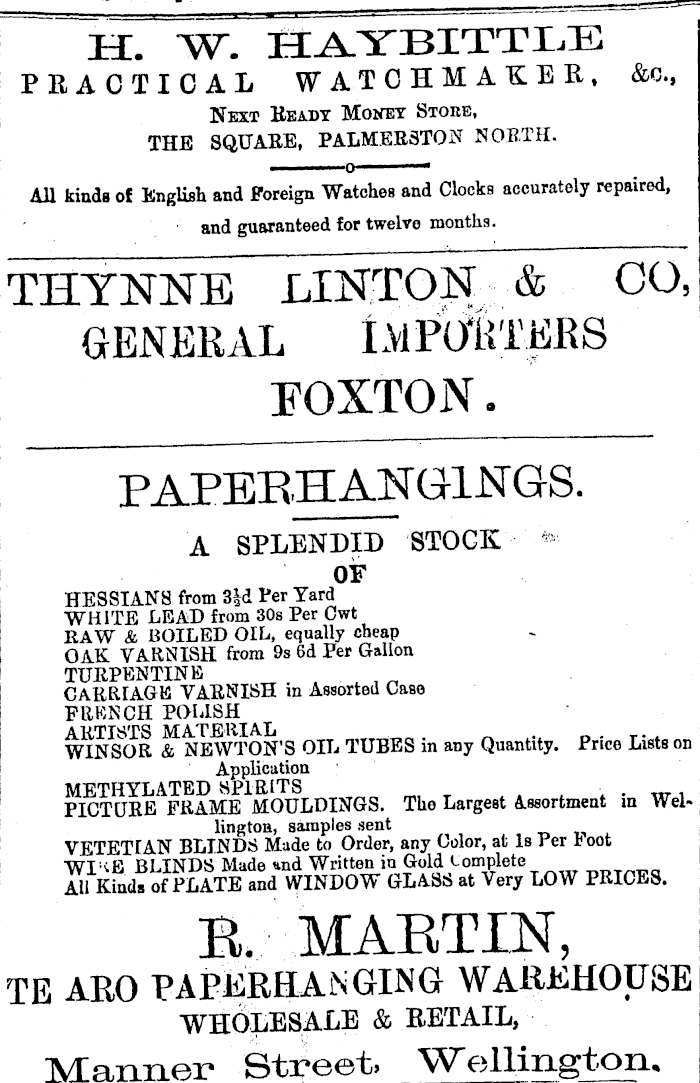 H. W. HAYBITTLE
PRACTICAL WATCHMAKER, &c.,
NEXT READY MONEY STORE,
THE SQUARE, PALMERSTON NORTH.
All kinds of English and Foreign Watches and Clocks accurately repaired,
and guaranteed for twelve months.
THYNNE LINTON & CO,
GENERAL IMPORTERS
FOXTON.
PAPERHANG1NGS.
A SPLENDID STOCK
OF
HESSIANS from 3½d Per Yard
WHITE LEAD from 30s Per Cwt
RAW & BOILED OIL, equally cheap
OAK VARNISH from 9s 6d Per Gallon
TURPENTINE
CARRIAGE VARNISH in Assorted Case
FRENCH POLISH
ARTISTS MATERIAL
WINSOR & NEWTON'S OIL TUBES in any Quantity. Price Lists on
Application
METHYLATED SPIRITS
PICTURE FRAME MOULDINGS. The Largest Assortment in Wel-
lington, samples sent
VETETIAN BLINDS Made to Order, any Color, at 1s Per Foot
WIRE BLINDS Made and Written in Gold Complete
All Kinds of PLATE and WINDOW GLASS at Very LOW PRICES.
R. MARTIN,
TE ARO PAPERHANGING WAREHOUSE
WHOLESALE & RETAIL,
Manner Street, Wellington.